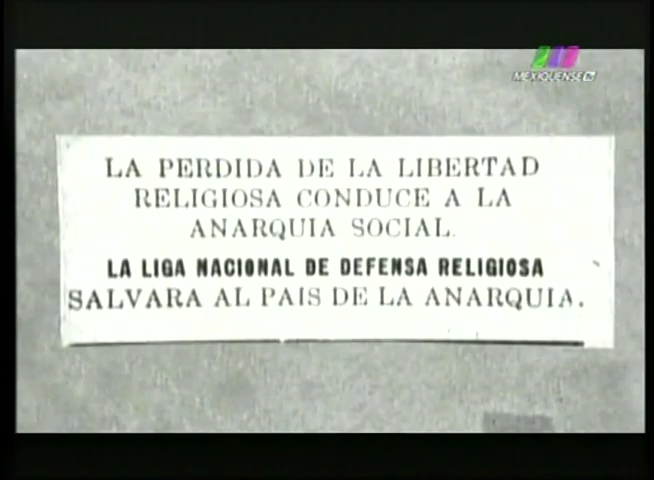 MEXIQUENSE tv
LA PERDIDA DE LA LIBERTAD
RELIGIOSA CONDUCE A LA
ANARQUIA SOCIAL.
LA LIGA NACIONAL DE DEFENSA RELIGIOSA
SALVARA AL PAIS DE LA ANARQUIA.